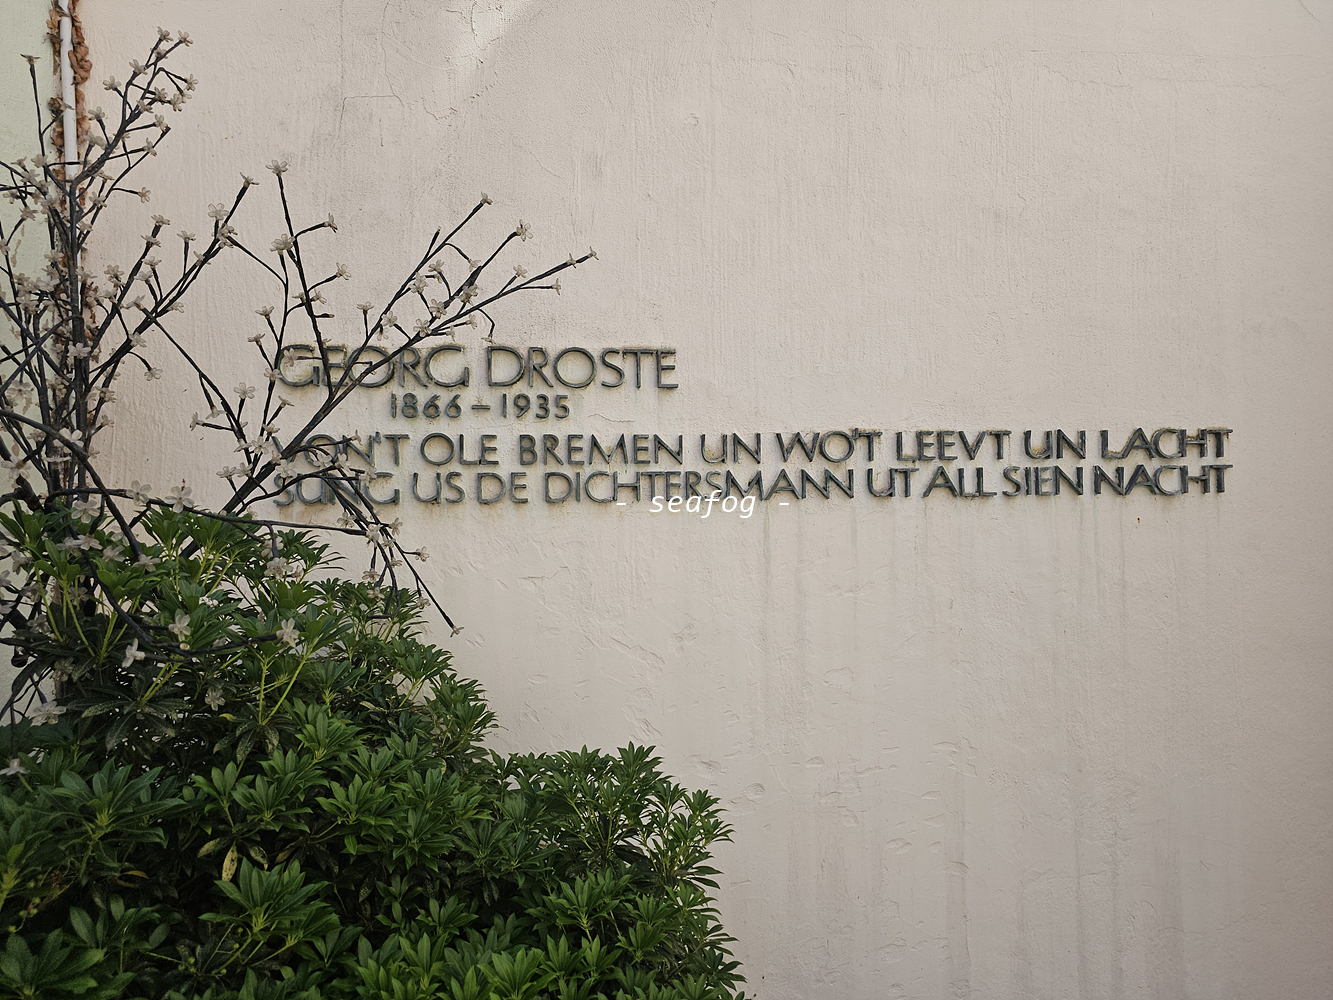 GEORG DROSTE
1866 – 1935
VON'T OLE BREMEN UN WO'T LEEVT UN LACHT
SUNG US DE DICHTERSMANN UT ALL SIEN NACHT
- seafog -